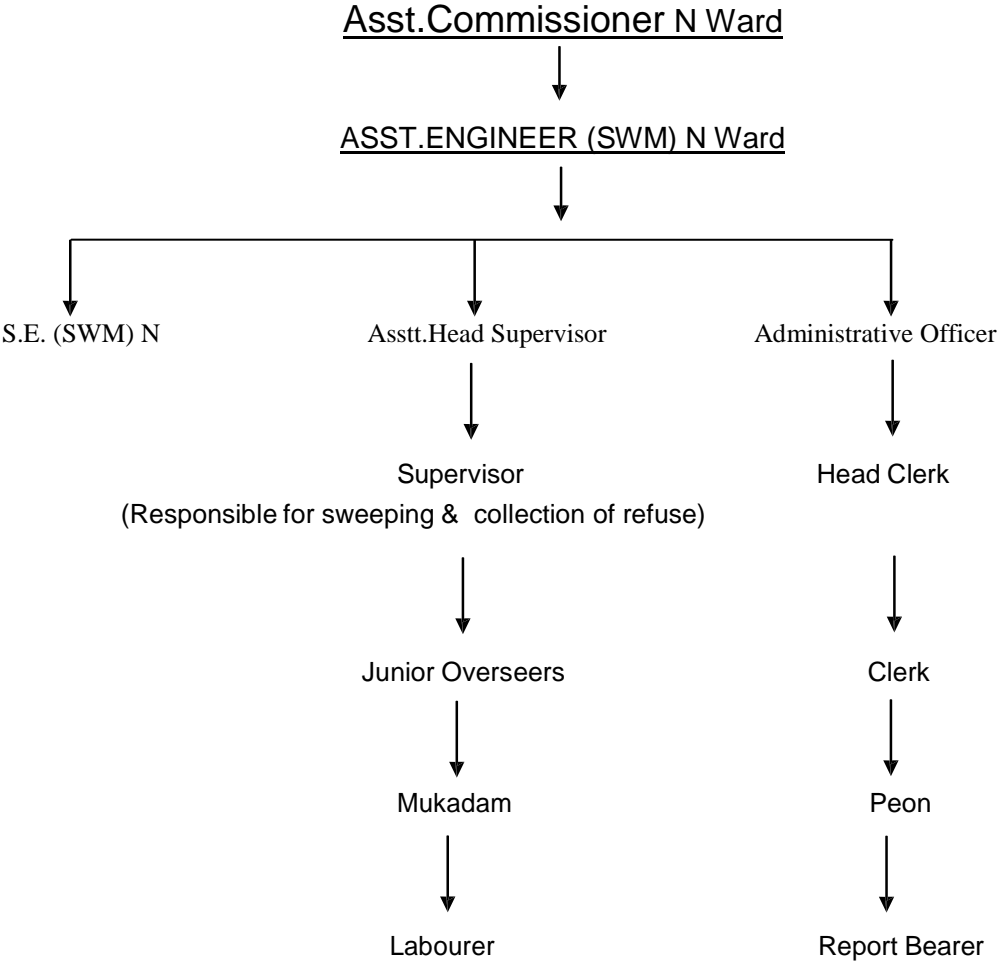 Asst.Commissioner N Ward
ASST.ENGINEER (SWM) N Ward
S.E. (SWM) N
Asstt.Head Supervisor
Administrative Officer
Supervisor
Head Clerk
(Responsible for sweeping & collection of refuse)
Junior Overseers
Clerk
Mukadam
Peon
Labourer
Report Bearer